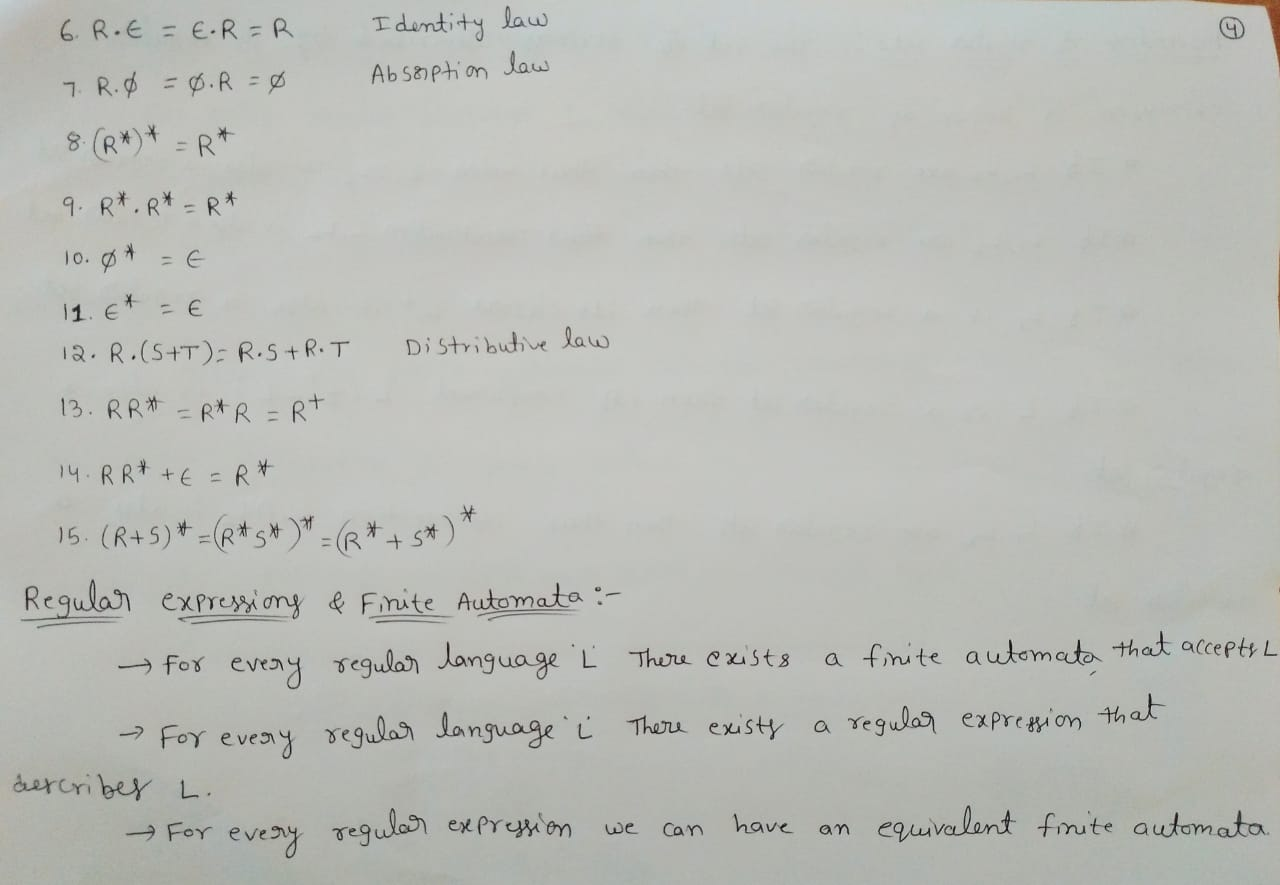 ④
6. R.ϵ = ϵ.R = R Identity law
7. R.∅ = ∅.R = ∅ Absorption law
8. (R*)* = R*
9. R*.R* = R*
10. ∅* = ϵ
11. ϵ* = ϵ
12. R.(S+T) = R.S + R.T Distributive law
13. RR* = R*R = R+
14. RR* + ϵ = R*
15. (R+S)* = (R*S*)* = (R* + S*)*
Regular expressions & Finite Automata :-
→ For every regular language 'L' There exists a finite automata that accepts L
→ For every regular language 'L' There exists a regular expression that
describes L.
→ For every regular expression we can have an equivalent finite automata.